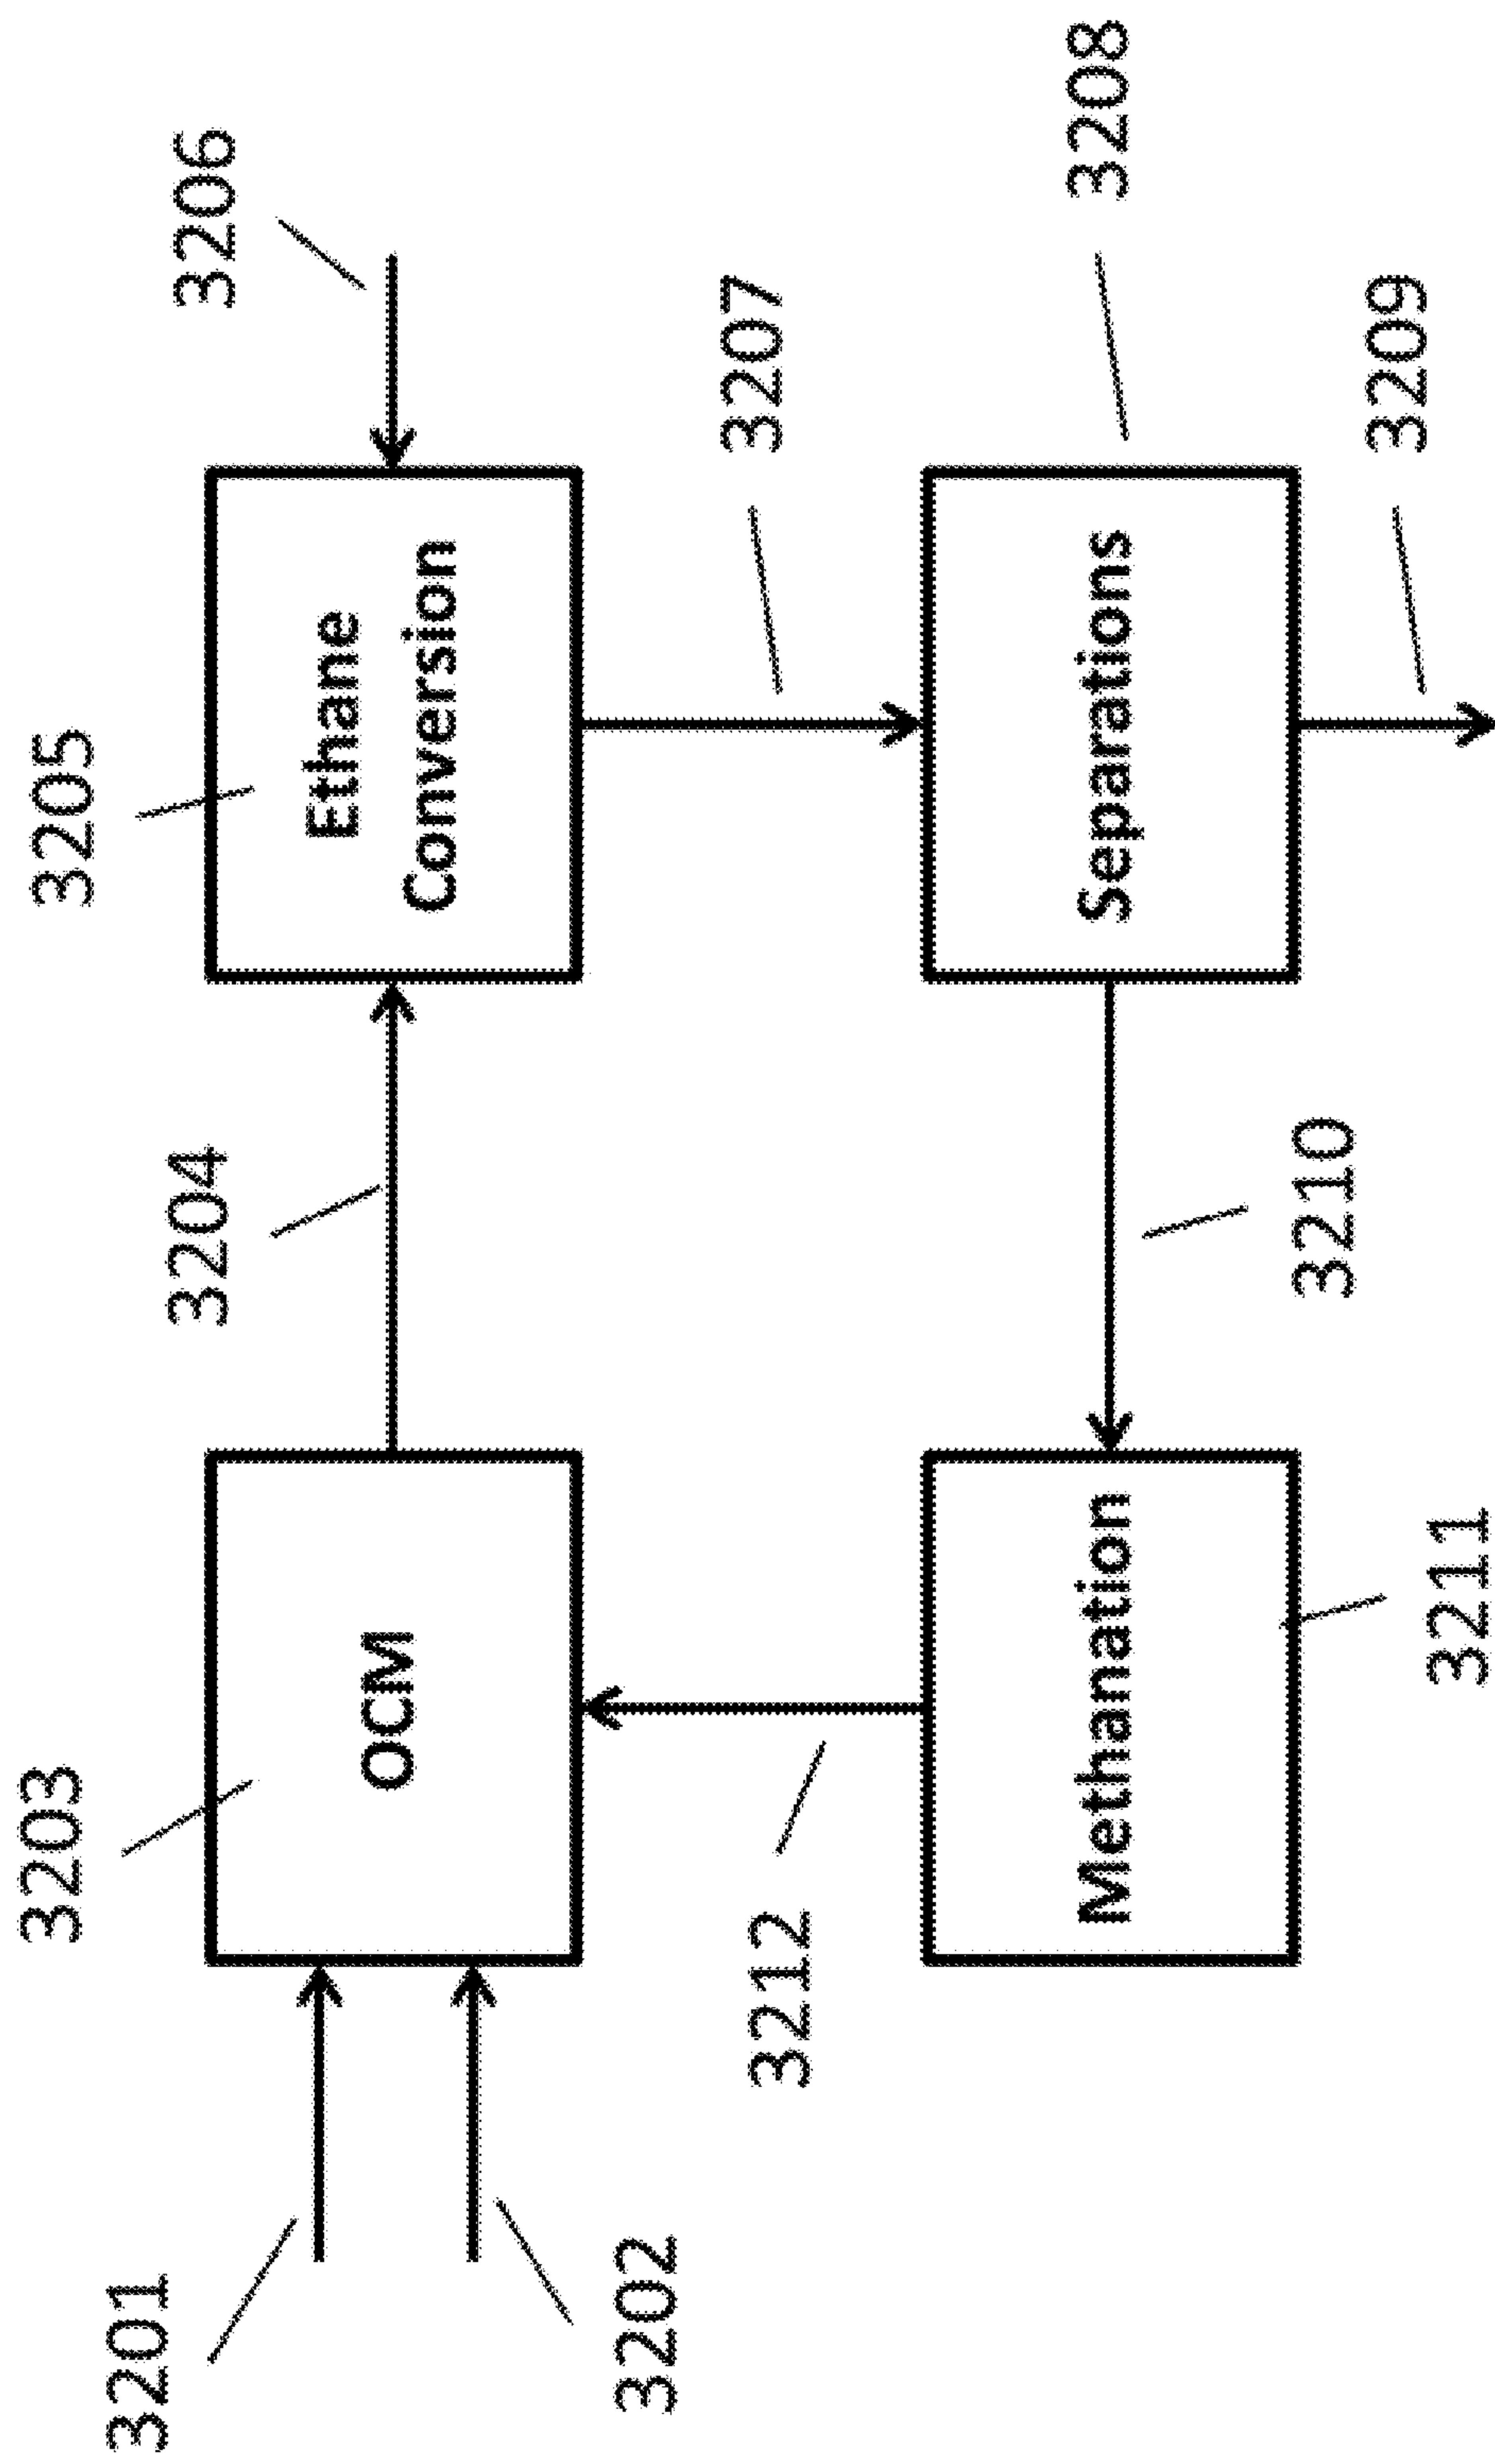 3201
3202
3203
OCM
3204
3205
Ethane
Conversion
3206
3207
3212
Methanation
3211
3210
Separations
3208
3209